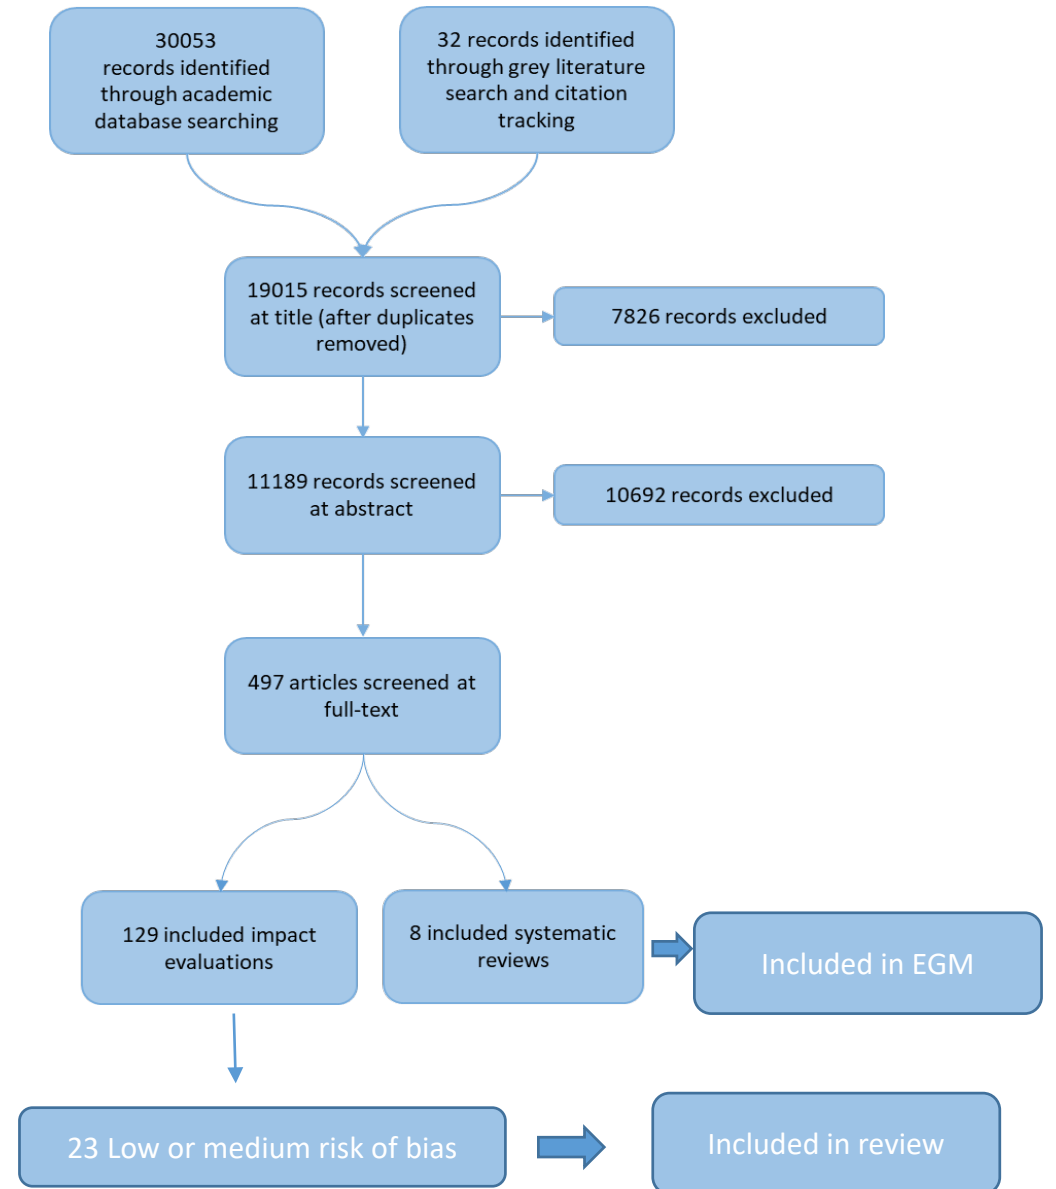 30053
records identified
through academic
database searching
32 records identified
through grey literature
search and citation
tracking
19015 records screened
at title (after duplicates
removed)
7826 records excluded
11189 records screened
at abstract
10692 records excluded
497 articles screened at
full-text
129 included impact
evaluations
8 included systematic
reviews
Included in EGM
23 Low or medium risk of bias
Included in review